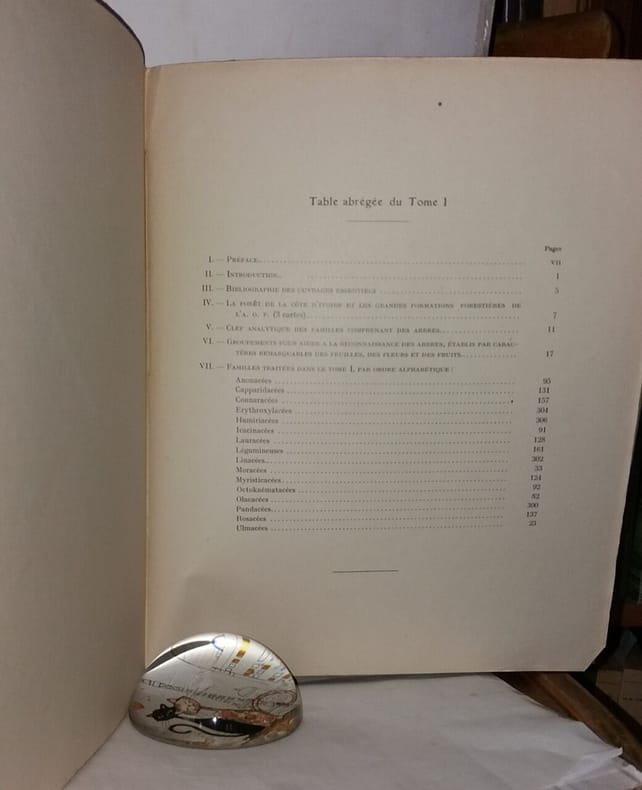 Table abrégée du Tome I
Pages
I. — Préface. VII
II. — Introduction. 1
III. — Bibliographie des ouvrages essentiels 5
IV. — La forêt de la Côte d'Ivoire et les grandes formations forestières de
l'A. O. F. (3 cartes) 7
V. — Clef analytique des familles comprenant des arbres. 11
VI. — Groupements pour aider a la reconnaissance des arbres, établis par carac-
tères remarquables des feuilles, des fleurs et des fruits. 17
VII. — Familles traitées dans le tome I, par ordre alphabétique :
Anonacées 95
Capparidacées 131
Connaracées 157
Erythroxylacées 304
Humiriacées 306
Icacinacées 91
Lauracées 128
Légumineuses 161
Linacées. 302
Moracées 33
Myristicacées 124
Octoknématacées 92
Olacacées 82
Pandacées. 300
Rosacées 137
Ulmacées 23